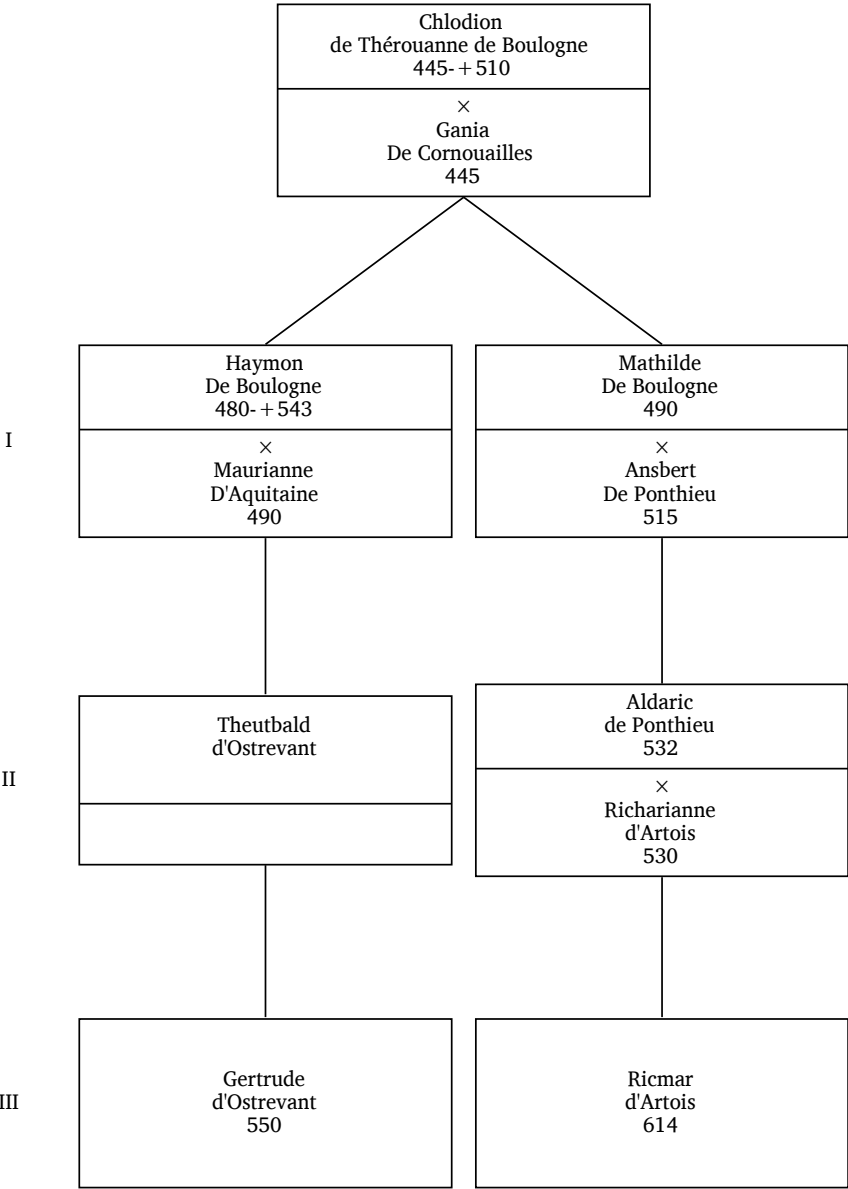 Chlodion
de Thérouanne de Boulogne
445-+510
×
Gania
De Cornouailles
445
I
Haymon
De Boulogne
480-+543
×
Maurianne
D'Aquitaine
490
Mathilde
De Boulogne
490
×
Ansbert
De Ponthieu
515
II
Theutbald
d'Ostrevant
Aldaric
de Ponthieu
532
×
Richarianne
d'Artois
530
III
Gertrude
d'Ostrevant
550
Ricmar
d'Artois
614